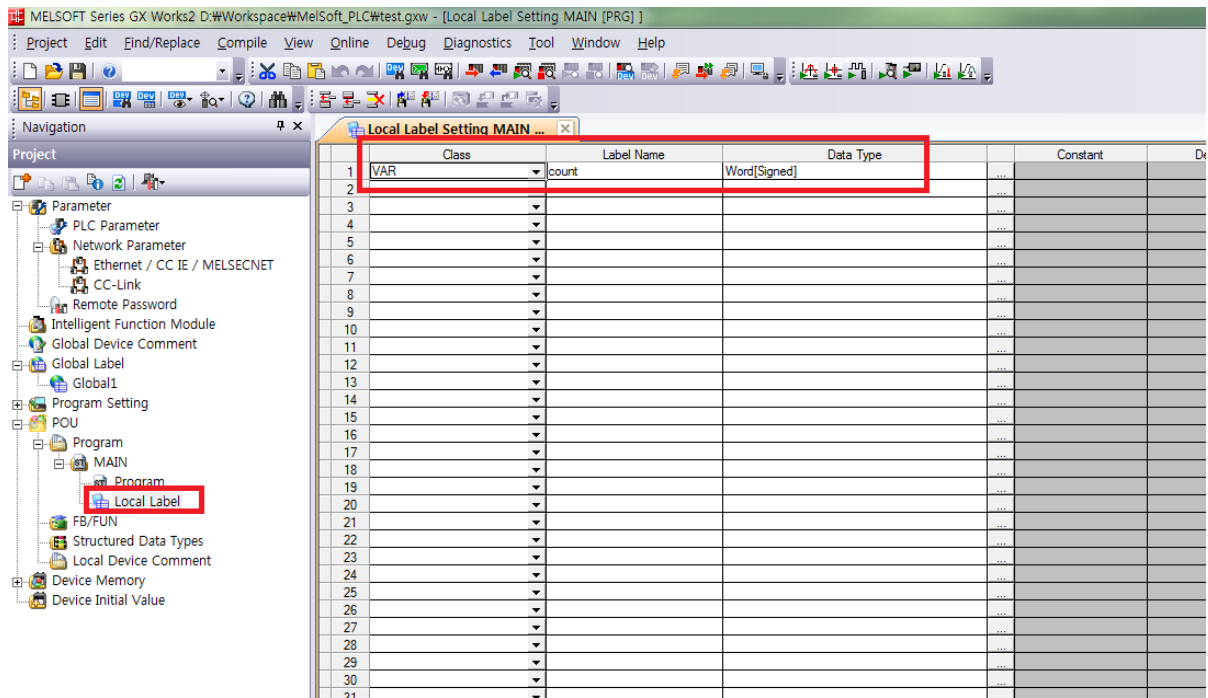 MELSOFT Series GX Works2 D:₩Workspace₩MelSoft_PLC₩test.gxw - [Local Label Setting MAIN [PRG] ]
Project Edit Find/Replace Compile View Online Debug Diagnostics Tool Window Help
Navigation
Local Label Setting MAIN ...
Project
Class Label Name Data Type Constant De
1 VAR count Word[Signed] ...
2 ...
3 ...
4 ...
5 ...
6 ...
7 ...
8 ...
9 ...
10 ...
11 ...
12 ...
13 ...
14 ...
15 ...
16 ...
17 ...
18 ...
19 ...
20 ...
21 ...
22 ...
23 ...
24 ...
25 ...
26 ...
27 ...
28 ...
29 ...
30 ...
31
Parameter
PLC Parameter
Network Parameter
Ethernet / CC IE / MELSECNET
CC-Link
Remote Password
Intelligent Function Module
Global Device Comment
Global Label
Global1
Program Setting
POU
Program
MAIN
Program
Local Label
FB/FUN
Structured Data Types
Local Device Comment
Device Memory
Device Initial Value